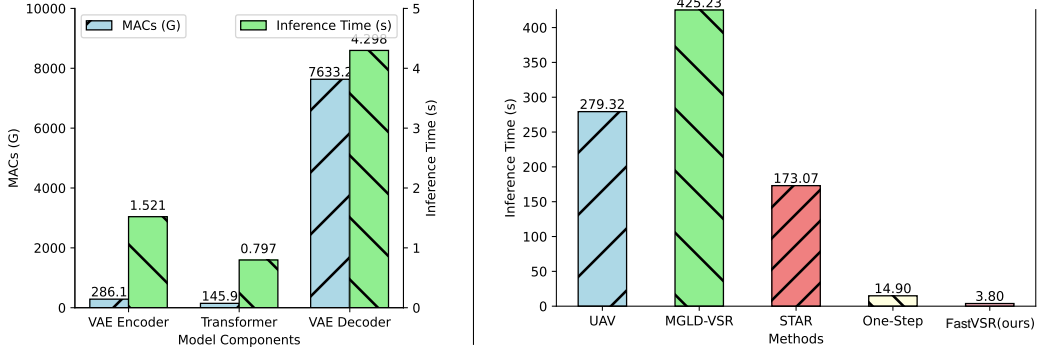 10000
8000
6000
4000
2000
0
MACs (G)
MACs (G)
Inference Time (s)
5
4
3
2
1
0
Inference Time (s)
286.1
1.521
145.9
0.797
7633.2
4.298
VAE Encoder
Transformer
VAE Decoder
Model Components
400
350
300
250
200
150
100
50
0
Inference Time (s)
279.32
425.23
173.07
14.90
3.80
UAV
MGLD-VSR
STAR
One-Step
FastVSR(ours)
Methods